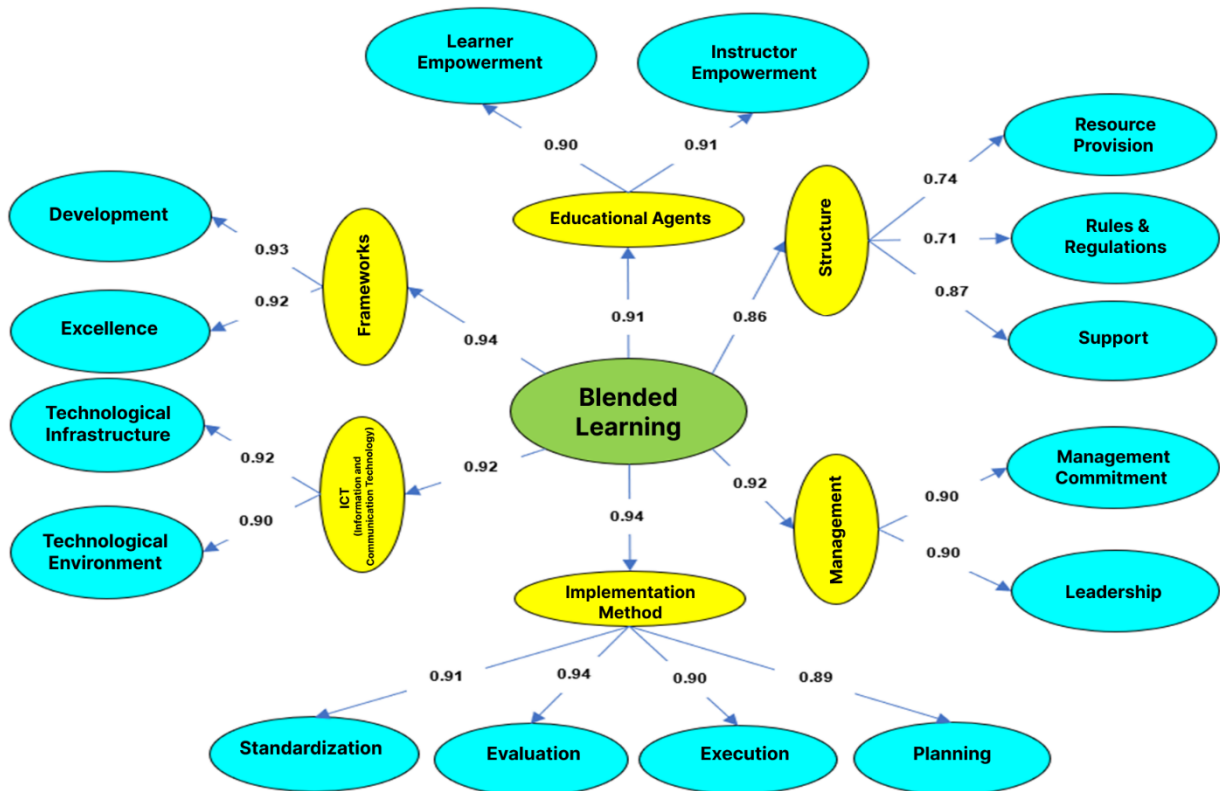 Learner
Empowerment
Instructor
Empowerment
Resource
Provision
0.90
0.91
0.74
Development
Educational Agents
Structure
Rules &
Regulations
0.93
Frameworks
0.71
0.92
0.87
Excellence
0.94
0.91
0.86
Support
Blended
Learning
Technological
Infrastructure
0.92
ICT
(Information and
Communication Technology)
0.92
0.92
Management
Commitment
0.90
0.90
0.94
Management
Technological
Environment
0.90
Implementation
Method
Leadership
0.91
0.94
0.90
0.89
Standardization
Evaluation
Execution
Planning